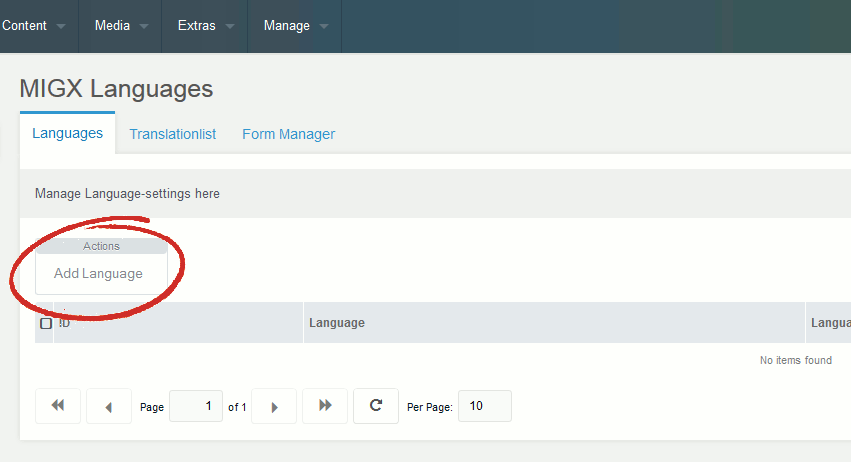 Content Media Extras Manage
MIGX Languages
Languages Translationlist Form Manager
Manage Language-settings here
Actions
Add Language
ID Language Langua
No items found
Page 1 of 1 Per Page: 10